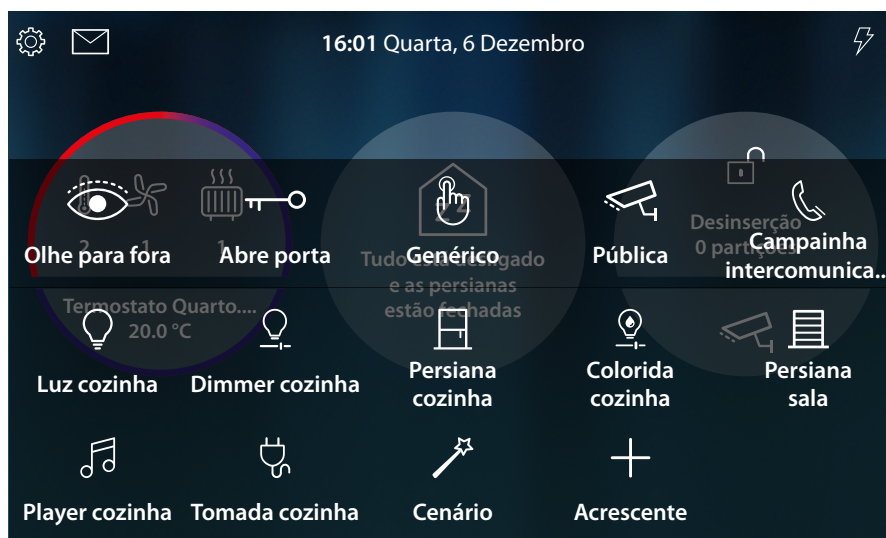 16:01 Quarta, 6 Dezembro
Olhe para fora
Abre porta
Genérico
Pública
Campainha
intercomunica..
2 1 1
Tudo está desligado
e as persianas
estão fechadas
Desinserção
0 partições
Termostato Quarto....
20.0 °C
Luz cozinha
Dimmer cozinha
Persiana
cozinha
Colorida
cozinha
Persiana
sala
Player cozinha
Tomada cozinha
Cenário
Acrescente